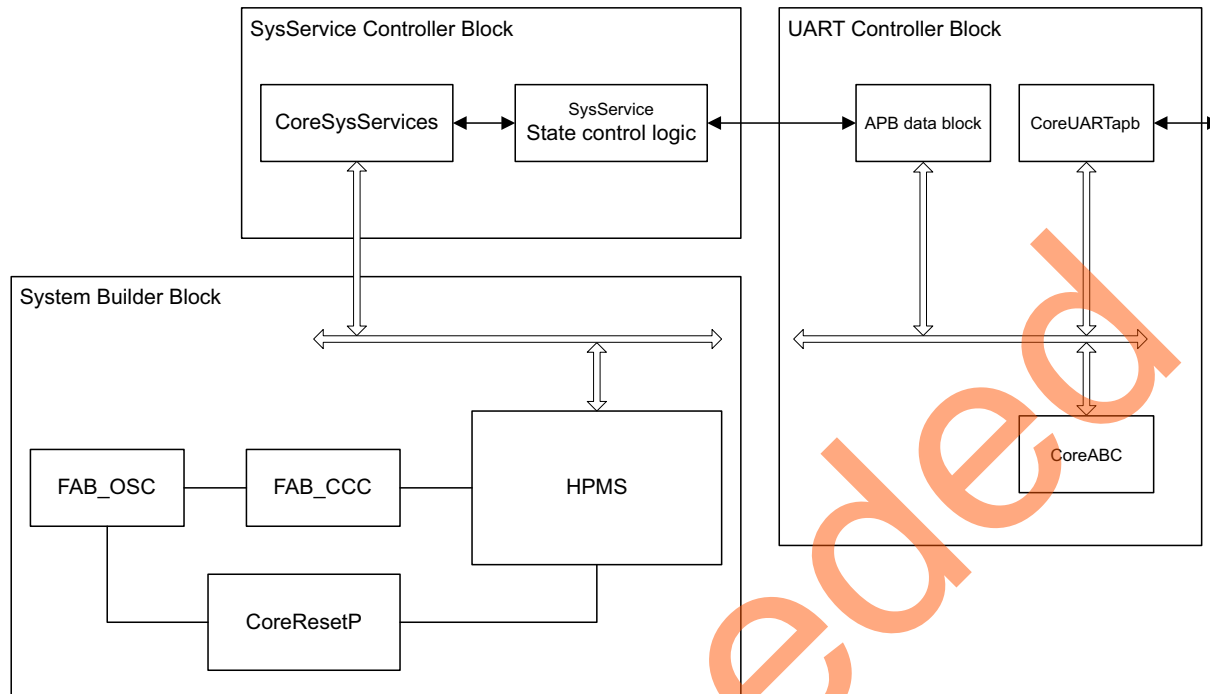 SysService Controller Block
UART Controller Block
CoreSysServices
SysService
State control logic
APB data block
CoreUARTapb
System Builder Block
CoreABC
FAB_OSC
FAB_CCC
HPMS
CoreResetP
eded